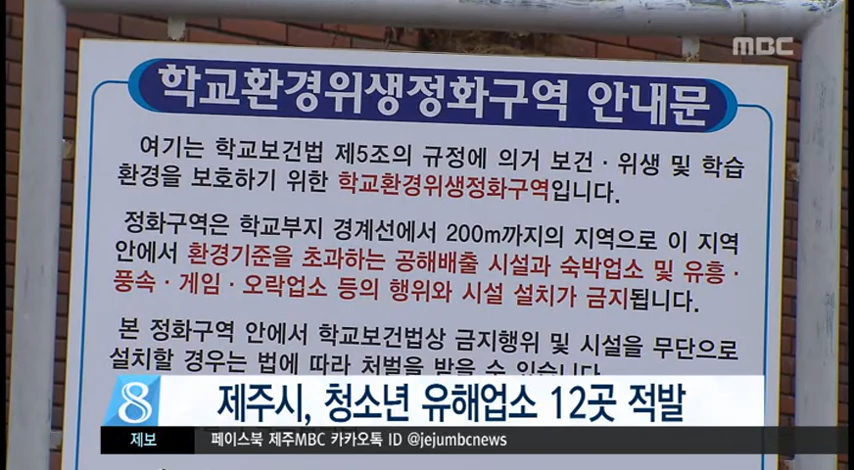 MBC
학교환경위생정화구역 안내문
여기는 학교보건법 제5조의 규정에 의거 보건·위생 및 학습
환경을 보호하기 위한 학교환경위생정화구역입니다.
정화구역은 학교부지 경계선에서 200m까지의 지역으로 이 지역
안에서 환경기준을 초과하는 공해배출 시설과 숙박업소 및 유흥·
풍속·게임·오락업소 등의 행위와 시설 설치가 금지됩니다.
본 정화구역 안에서 학교보건법상 금지행위 및 시설을 무단으로
설치할 경우는 법에 따라 처벌을 받을 수 있습니다.
8 제주시, 청소년 유해업소 12곳 적발
제보 페이스북 제주MBC 카카오톡 ID @jejumbcnews